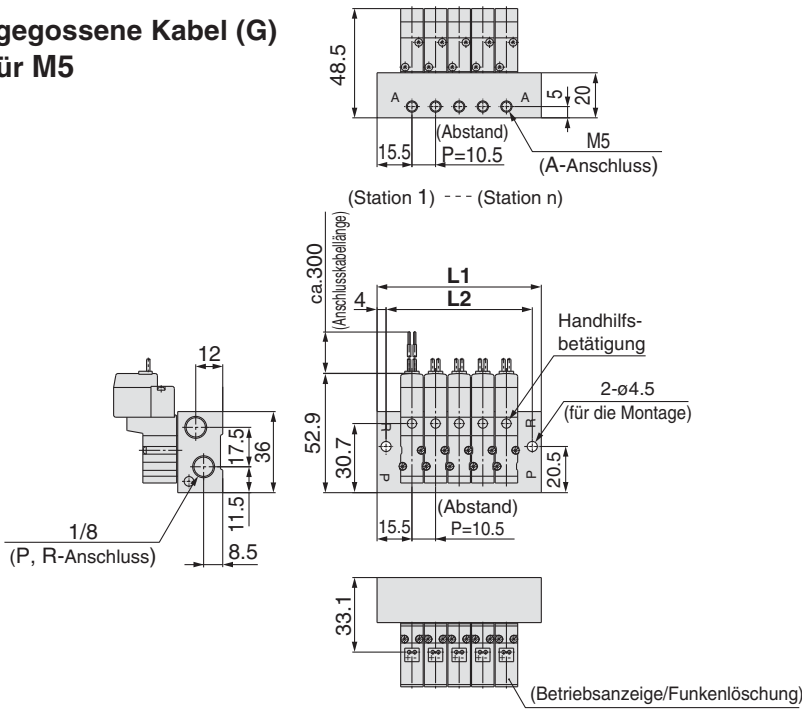 gegossene Kabel (G)
ür M5
48.5
A
A
5
20
(Abstand)
15.5
P=10.5
M5
(A-Anschluss)
(Station 1) --- (Station n)
ca.300
(Anschlusskabellänge)
L1
4
L2
Handhilfs-
betätigung
2-ø4.5
(für die Montage)
12
17.5
36
11.5
8.5
1/8
(P, R-Anschluss)
52.9
30.7
R
R
P
P
20.5
(Abstand)
15.5
P=10.5
33.1
(Betriebsanzeige/Funkenlöschung)